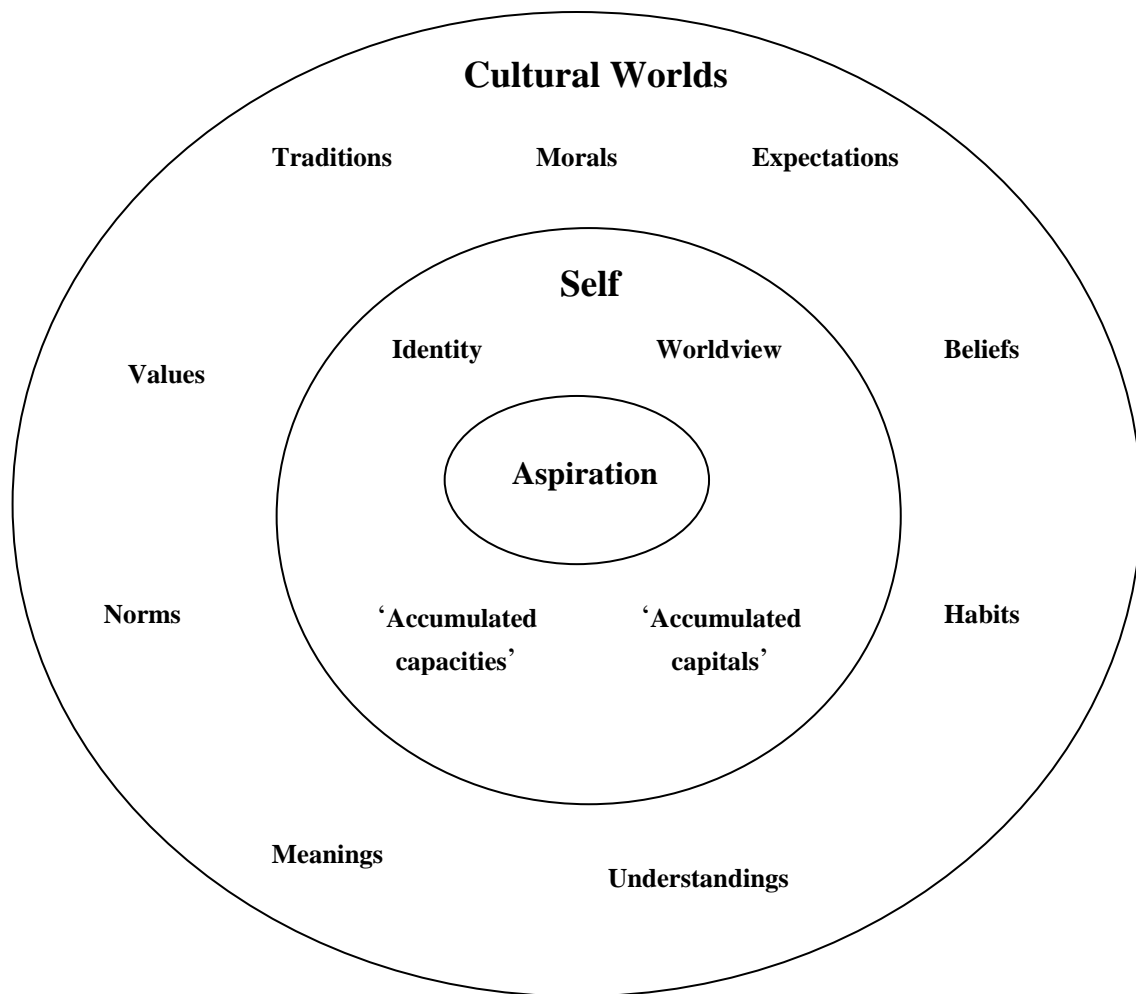 Cultural Worlds
Traditions Morals Expectations
Self
Identity Worldview Beliefs
Values
Aspiration
Norms ‘Accumulated capacities’ ‘Accumulated capitals’ Habits
Meanings
Understandings